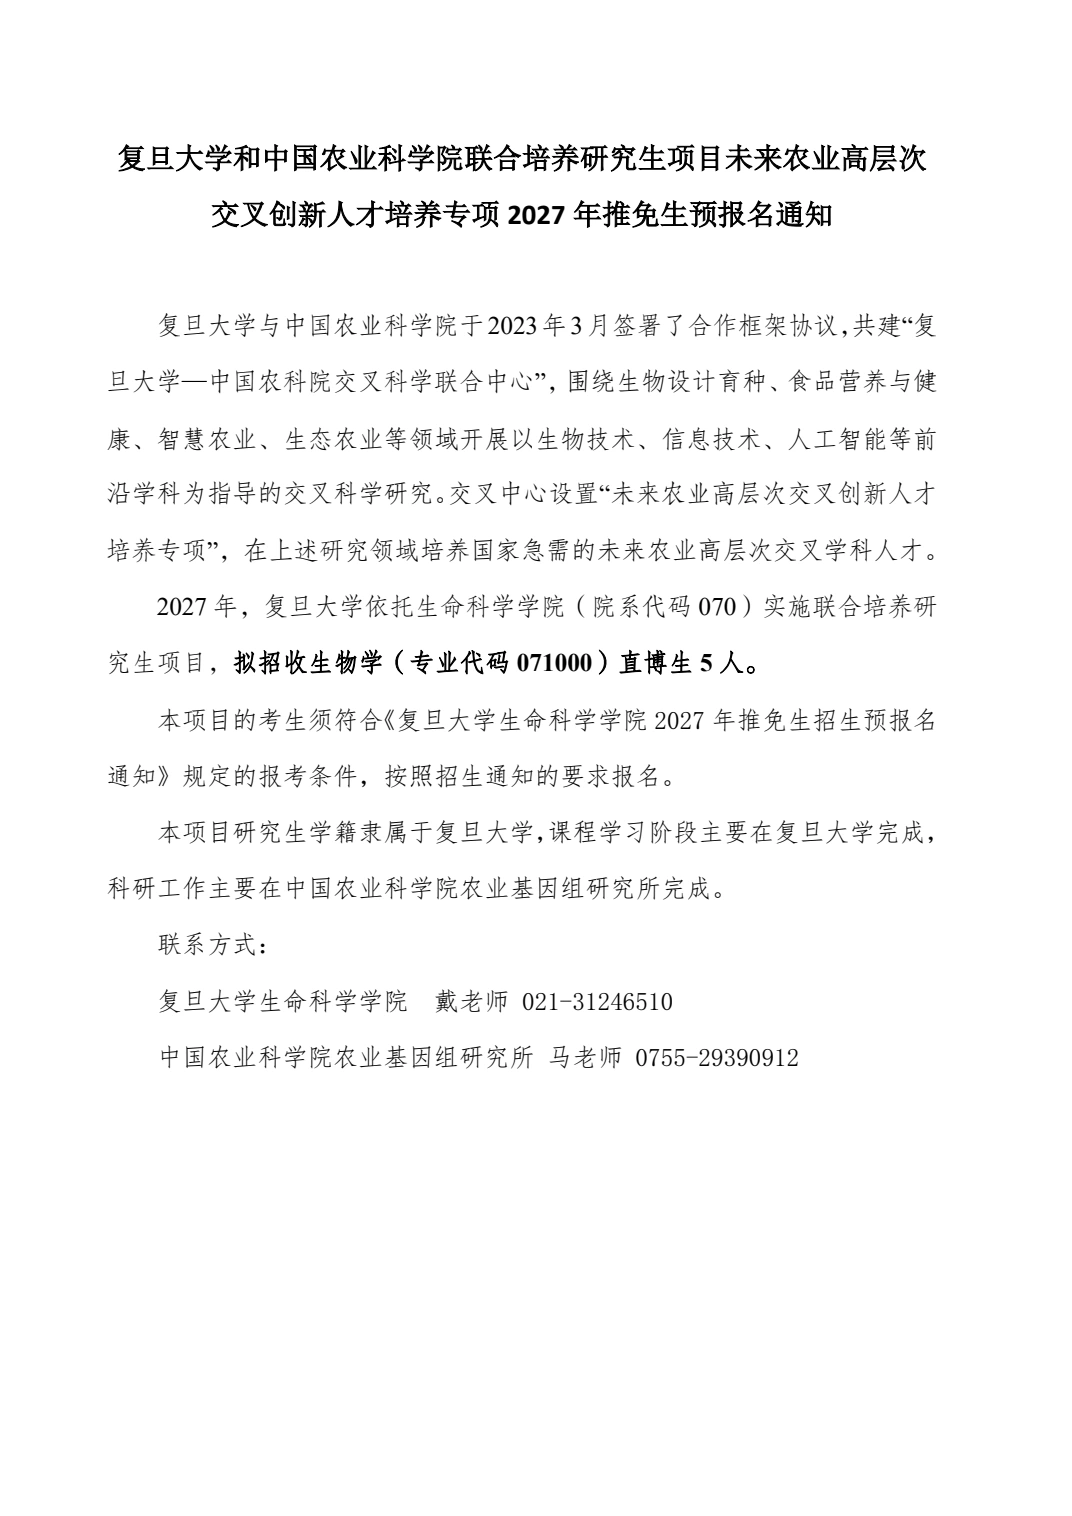 复旦大学和中国农业科学院联合培养研究生项目未来农业高层次
交叉创新人才培养专项 2027 年推免生预报名通知
复旦大学与中国农业科学院于2023年3月签署了合作框架协议,共建“复
旦大学—中国农科院交叉科学联合中心”，围绕生物设计育种、食品营养与健
康、智慧农业、生态农业等领域开展以生物技术、信息技术、人工智能等前
沿学科为指导的交叉科学研究。交叉中心设置“未来农业高层次交叉创新人才
培养专项”，在上述研究领域培养国家急需的未来农业高层次交叉学科人才。
2027 年，复旦大学依托生命科学学院（院系代码 070）实施联合培养研
究生项目，拟招收生物学（专业代码 071000）直博生 5 人。
本项目的考生须符合《复旦大学生命科学学院 2027 年推免生招生预报名
通知》规定的报考条件，按照招生通知的要求报名。
本项目研究生学籍隶属于复旦大学，课程学习阶段主要在复旦大学完成，
科研工作主要在中国农业科学院农业基因组研究所完成。
联系方式：
复旦大学生命科学学院 戴老师 021-31246510
中国农业科学院农业基因组研究所 马老师 0755-29390912